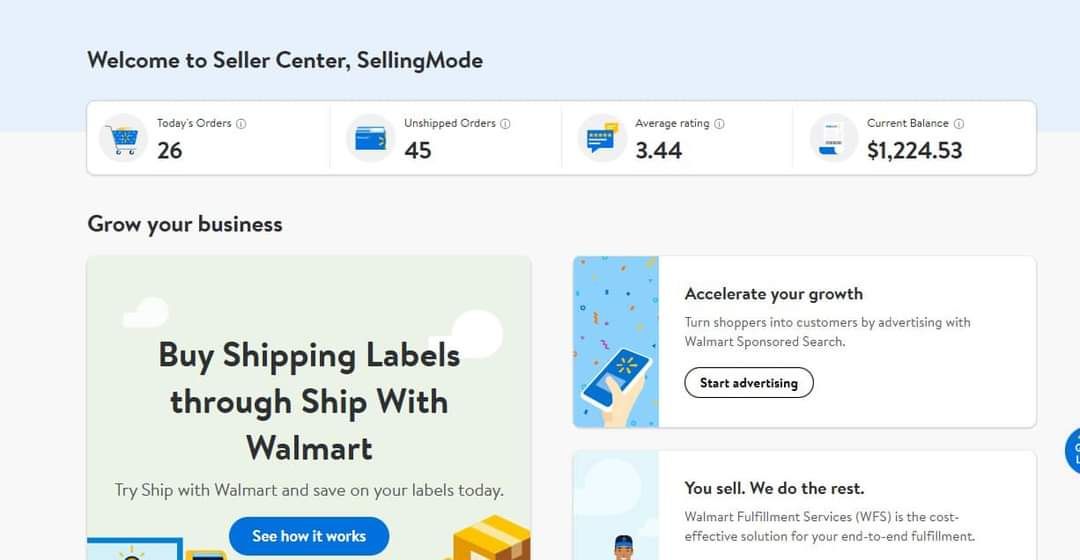 Welcome to Seller Center, SellingMode
Today's Orders
26
Unshipped Orders
45
Average rating
3.44
Current Balance
$1,224.53
Grow your business
Buy Shipping Labels
through Ship With
Walmart
Try Ship with Walmart and save on your labels today.
See how it works
Accelerate your growth
Turn shoppers into customers by advertising with
Walmart Sponsored Search.
Start advertising
You sell. We do the rest.
Walmart Fulfillment Services (WFS) is the cost-
effective solution for your end-to-end fulfillment.